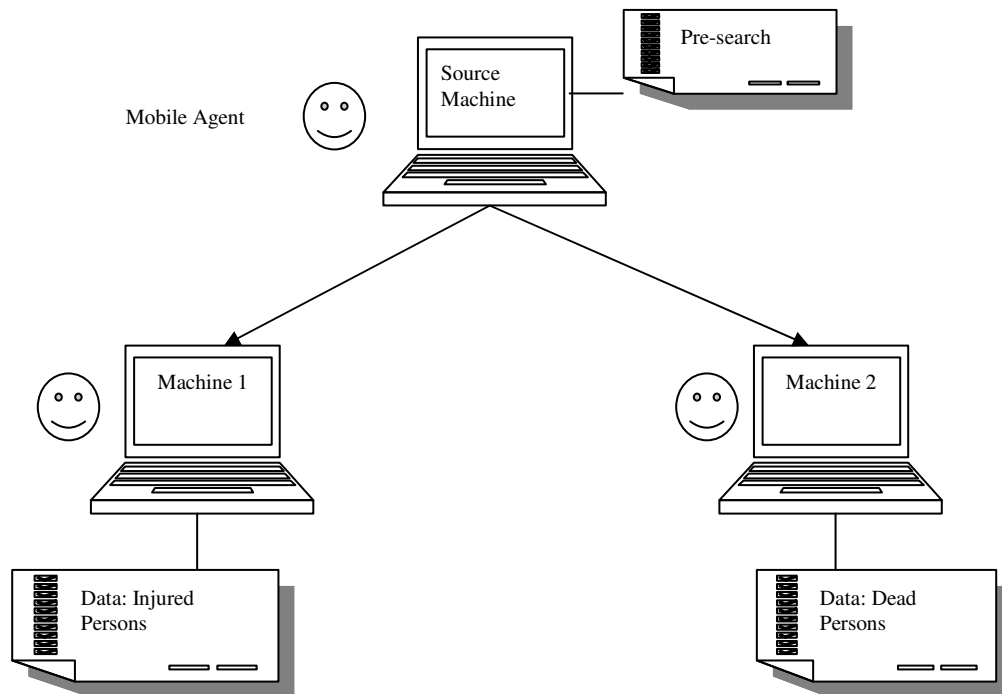 Pre-search
Source
Machine
Mobile Agent
Machine 1
Machine 2
Data: Injured
Persons
Data: Dead
Persons